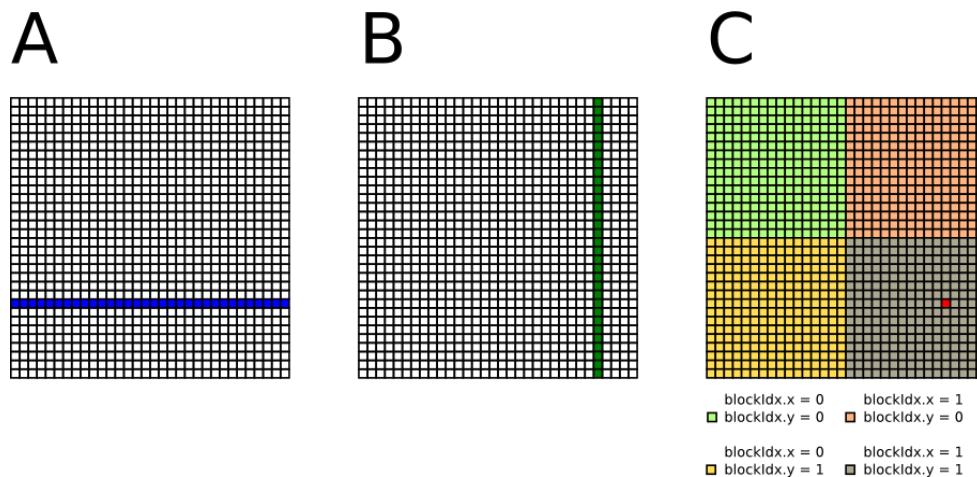 A B C
blockIdx.x = 0 blockIdx.x = 1
blockIdx.y = 0 blockIdx.y = 0
blockIdx.x = 0 blockIdx.x = 1
blockIdx.y = 1 blockIdx.y = 1